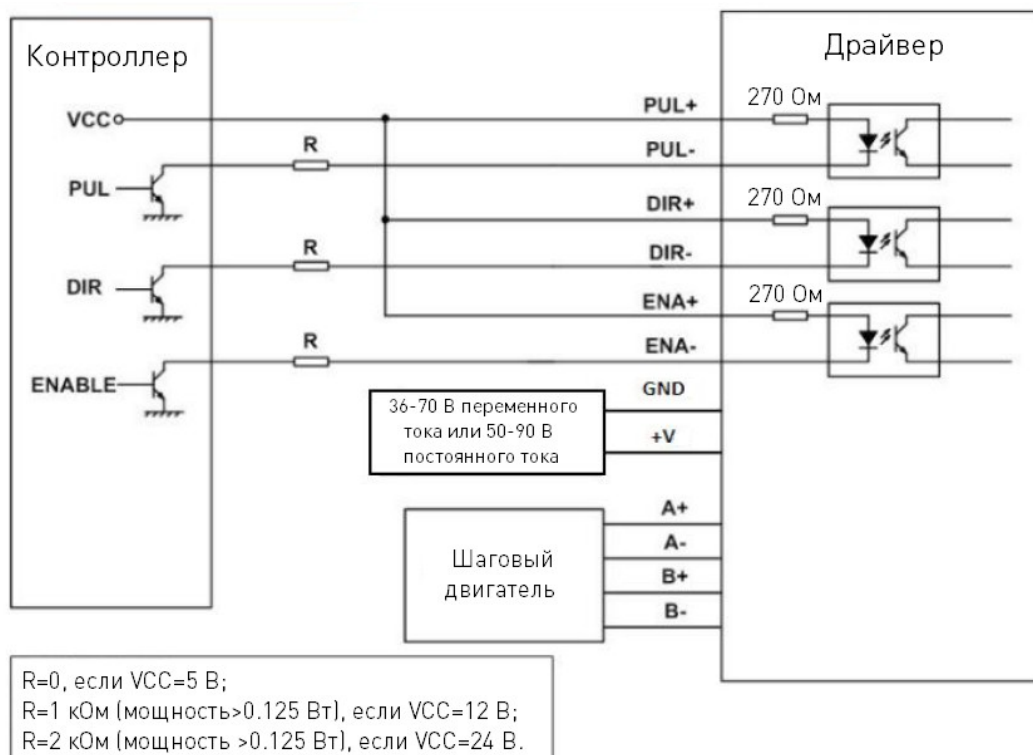 Контроллер
Драйвер
VCC
PUL+
270 Ом
R
PUL-
PUL
DIR+
270 Ом
R
DIR-
DIR
ENA+
270 Ом
R
ENA-
ENABLE
GND
36-70 В переменного
тока или 50-90 В
постоянного тока
+V
A+
A-
B+
B-
Шаговый
двигатель
R=0, если VCC=5 В;
R=1 кОм (мощность>0.125 Вт), если VCC=12 В;
R=2 кОм (мощность >0.125 Вт), если VCC=24 В.